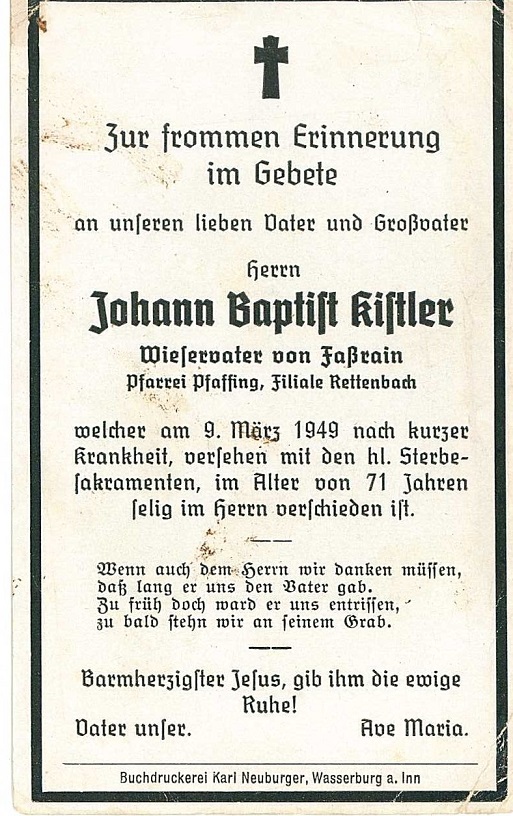 Zur frommen Erinnerung
im Gebete
an unseren lieben Vater und Großvater
Herrn
Johann Baptist Kistler
Wieservater von Faßrain
Pfarrei Pfaffing, Filiale Rettenbach
welcher am 9. März 1949 nach kurzer
Krankheit, versehen mit den hl. Sterbe-
sakramenten, im Alter von 71 Jahren
selig im Herrn verschieden ist.
Wenn auch dem Herrn wir danken müssen,
daß lang er uns den Vater gab.
Zu früh doch ward er uns entrissen,
zu bald stehn wir an seinem Grab.
Barmherzigster Jesus, gib ihm die ewige
Ruhe!
Vater unser. Ave Maria.
Buchdruckerei Karl Neuburger, Wasserburg a. Inn